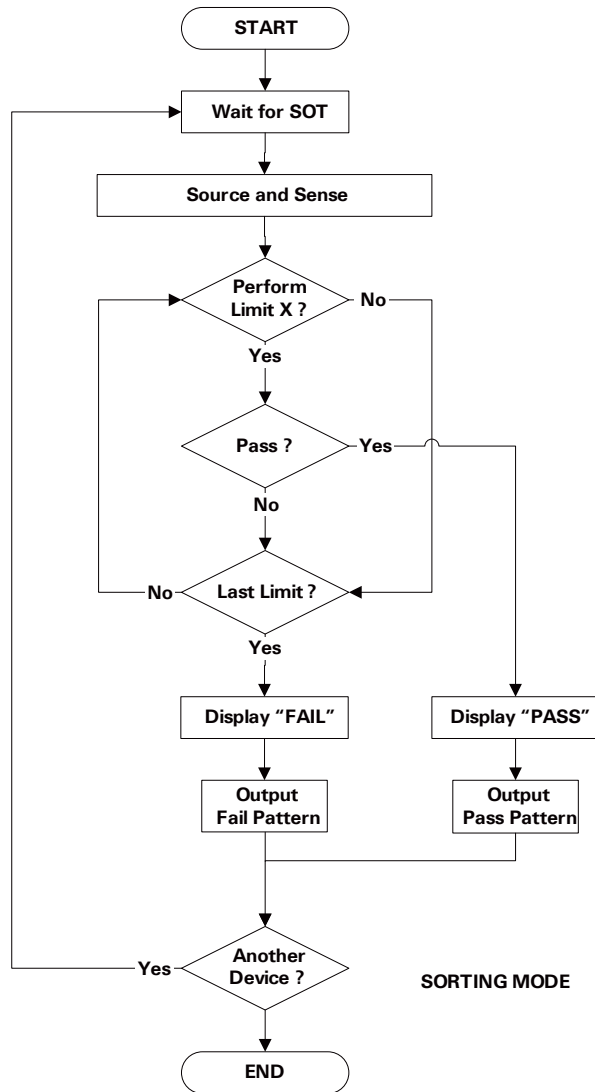 START
Wait for SOT
Source and Sense
Perform
Limit X ?
No
Yes
Pass ?
Yes
No
Last Limit ?
No
Yes
Display “FAIL”
Display “PASS”
Output
Fail Pattern
Output
Pass Pattern
Another
Device ?
Yes
SORTING MODE
END